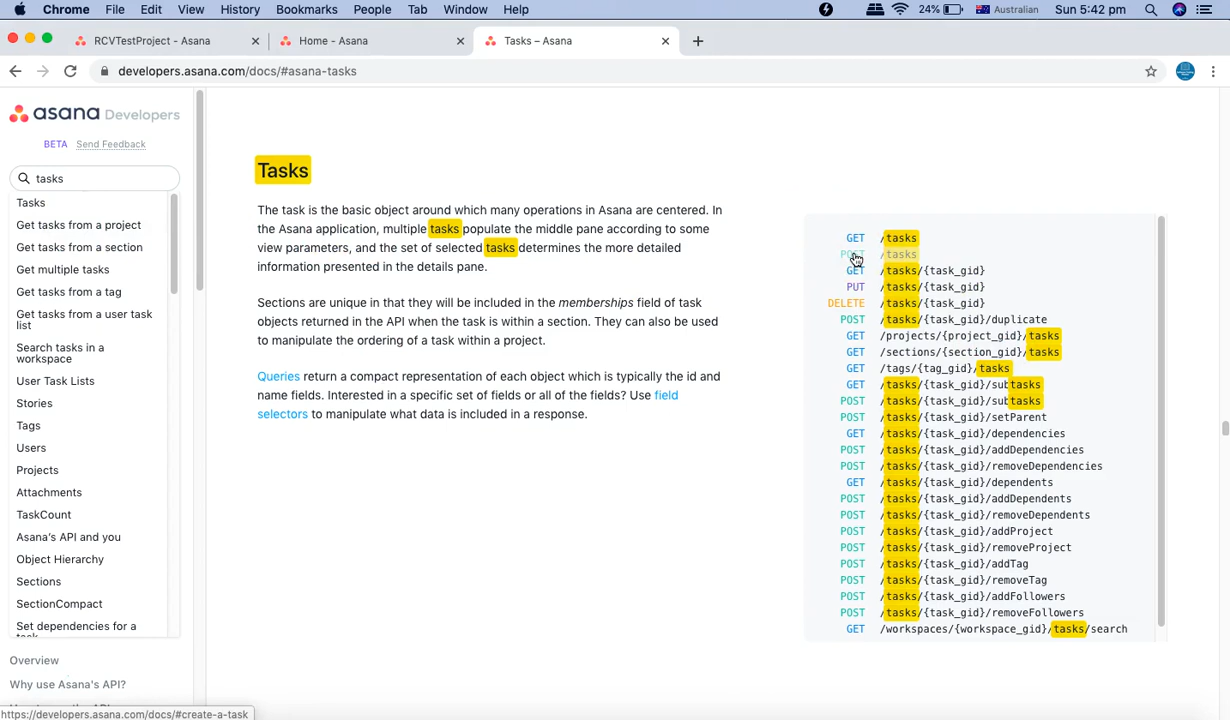 Chrome File Edit View History Bookmarks People Tab Window Help 24% Australian Sun 5:42 pm
RCVTestProject - Asana Home - Asana Tasks – Asana
developers.asana.com/docs/#asana-tasks
asana Developers
BETA Send Feedback
tasks
Tasks
Get tasks from a project
Get tasks from a section
Get multiple tasks
Get tasks from a tag
Get tasks from a user task
list
Search tasks in a
workspace
User Task Lists
Stories
Tags
Users
Projects
Attachments
TaskCount
Asana's API and you
Object Hierarchy
Sections
SectionCompact
Set dependencies for a
task
Overview
Why use Asana's API?
https://developers.asana.com/docs/#create-a-task
Tasks
The task is the basic object around which many operations in Asana are centered. In
the Asana application, multiple tasks populate the middle pane according to some
view parameters, and the set of selected tasks determines the more detailed
information presented in the details pane.
Sections are unique in that they will be included in the memberships field of task
objects returned in the API when the task is within a section. They can also be used
to manipulate the ordering of a task within a project.
Queries return a compact representation of each object which is typically the id and
name fields. Interested in a specific set of fields or all of the fields? Use field
selectors to manipulate what data is included in a response.
GET /tasks
POST /tasks
GET /tasks/{task_gid}
PUT /tasks/{task_gid}
DELETE /tasks/{task_gid}
POST /tasks/{task_gid}/duplicate
GET /projects/{project_gid}/tasks
GET /sections/{section_gid}/tasks
GET /tags/{tag_gid}/tasks
GET /tasks/{task_gid}/subtasks
POST /tasks/{task_gid}/subtasks
POST /tasks/{task_gid}/setParent
GET /tasks/{task_gid}/dependencies
POST /tasks/{task_gid}/addDependencies
POST /tasks/{task_gid}/removeDependencies
GET /tasks/{task_gid}/dependents
POST /tasks/{task_gid}/addDependents
POST /tasks/{task_gid}/removeDependents
POST /tasks/{task_gid}/addProject
POST /tasks/{task_gid}/removeProject
POST /tasks/{task_gid}/addTag
POST /tasks/{task_gid}/removeTag
POST /tasks/{task_gid}/addFollowers
POST /tasks/{task_gid}/removeFollowers
GET /workspaces/{workspace_gid}/tasks/search